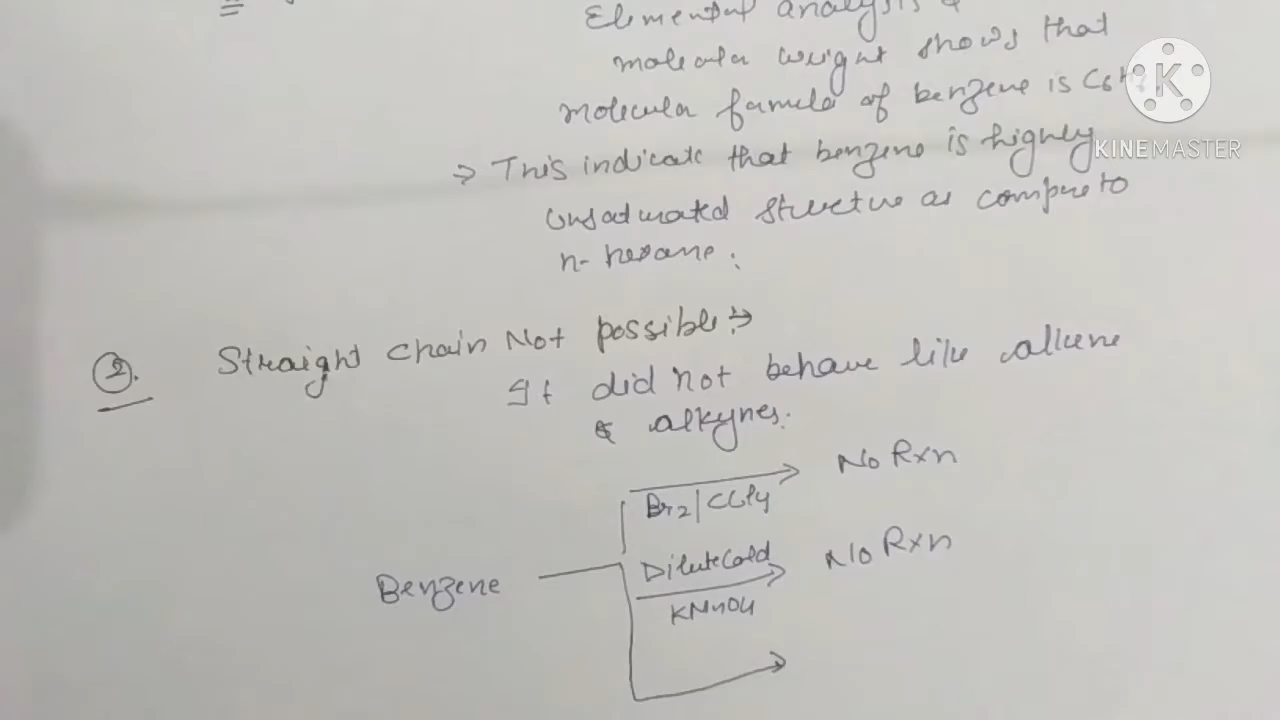 Elemental analysis &
molecular weight shows that
molecula formula of benzene is C6H?.
KINEMASTER
⇒ This indicate that benzene is highly
Unsaturated structure as compare to
n-hexane.
②. Straight chain Not possible:→
It did not behave like alkene
& alkynes.
No Rxn
Br2/CCl4
Dilute Cold
No Rxn
Benzene
KMnO4